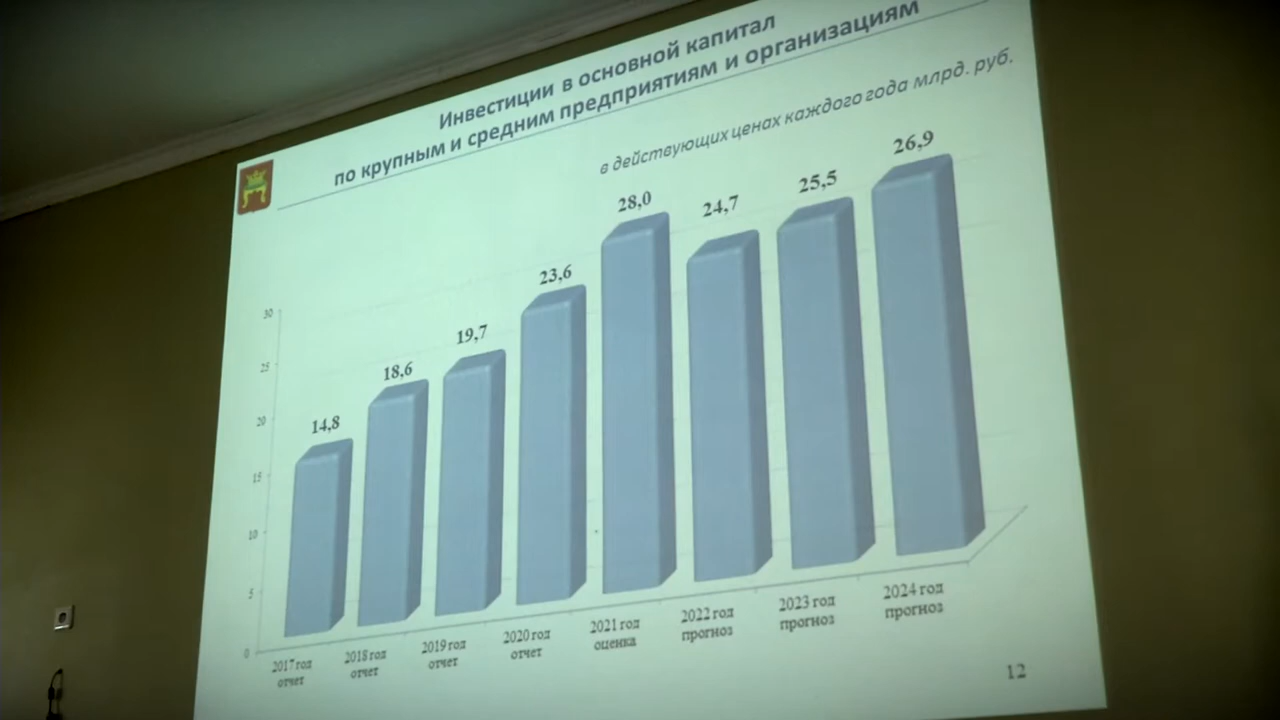 Инвестиции в основной капитал
по крупным и средним предприятиям и организациям
в действующих ценах каждого года млрд. руб.
14,8
18,6
19,7
23,6
28,0
24,7
25,5
26,9
30
25
20
15
10
5
0
2017 год
отчет
2018 год
отчет
2019 год
отчет
2020 год
отчет
2021 год
оценка
2022 год
прогноз
2023 год
прогноз
2024 год
прогноз
12